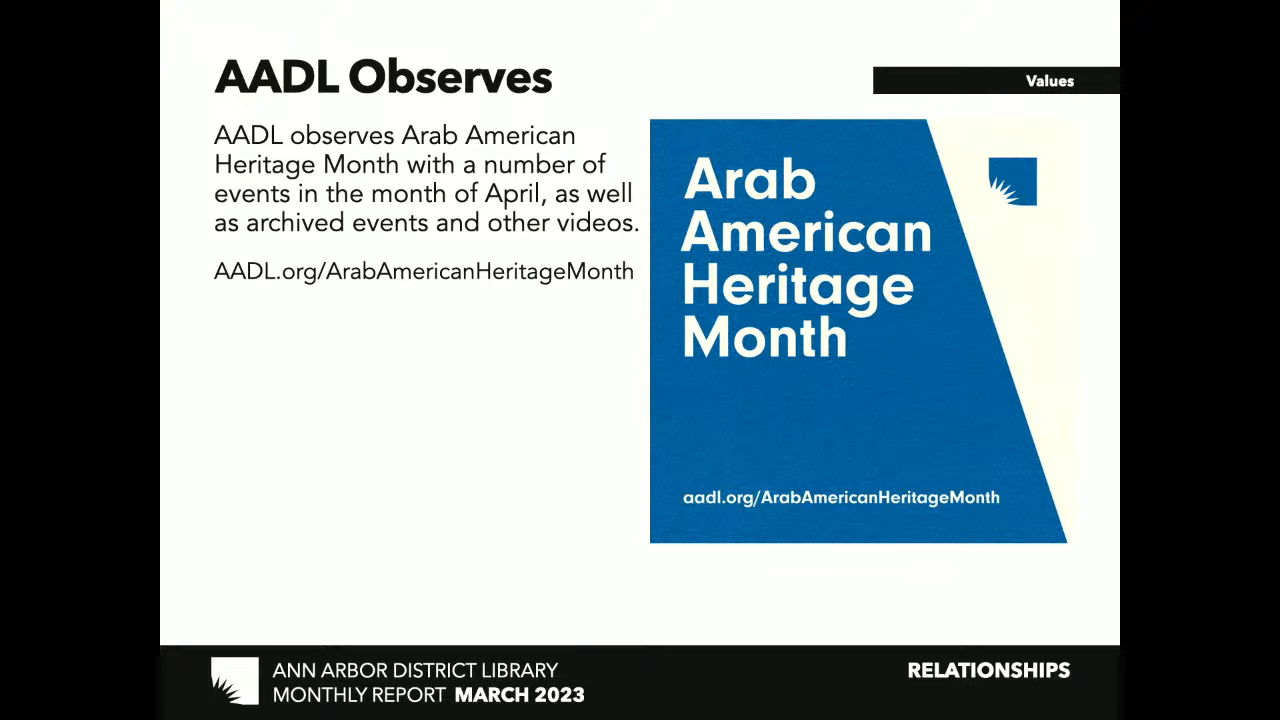 AADL Observes
Values
AADL observes Arab American
Heritage Month with a number of
events in the month of April, as well
as archived events and other videos.
AADL.org/ArabAmericanHeritageMonth
Arab
American
Heritage
Month
aadl.org/ArabAmericanHeritageMonth
ANN ARBOR DISTRICT LIBRARY
MONTHLY REPORT MARCH 2023
RELATIONSHIPS